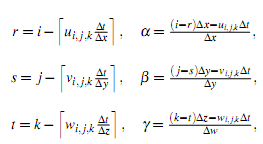 r = i − ⌈u_{i,j,k} Δt/Δx⌉, α = ((i−r)Δx−u_{i,j,k}Δt)/Δx,
s = j − ⌈v_{i,j,k} Δt/Δy⌉, β = ((j−s)Δy−v_{i,j,k}Δt)/Δy,
t = k − ⌈w_{i,j,k} Δt/Δz⌉, γ = ((k−t)Δz−w_{i,j,k}Δt)/Δw,